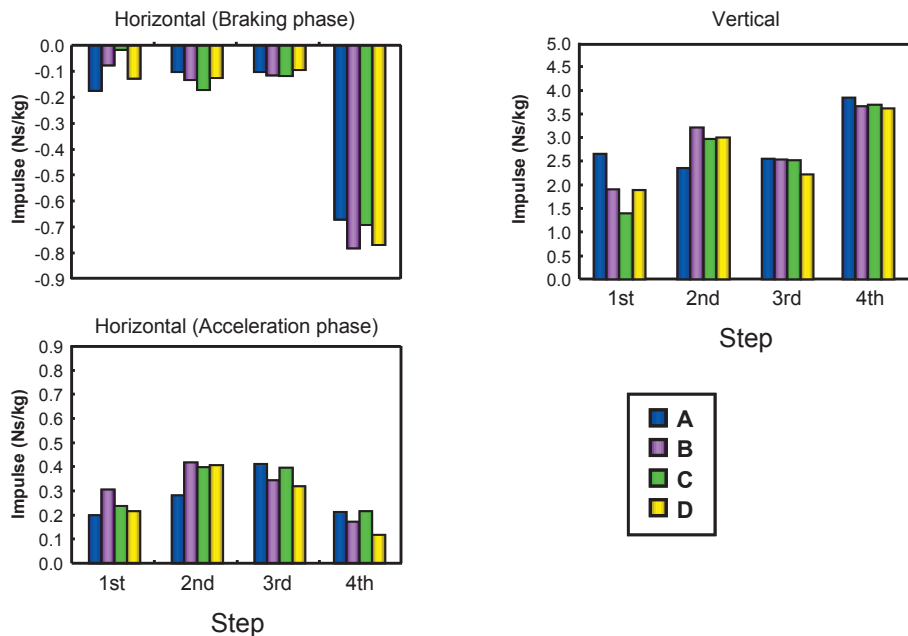 Horizontal (Braking phase)
Impulse (Ns/kg)
0.0
-0.1
-0.2
-0.3
-0.4
-0.5
-0.6
-0.7
-0.8
-0.9
Vertical
Impulse (Ns/kg)
5.0
4.5
4.0
3.5
3.0
2.5
2.0
1.5
1.0
0.5
0.0
1st 2nd 3rd 4th
Step
Horizontal (Acceleration phase)
Impulse (Ns/kg)
0.9
0.8
0.7
0.6
0.5
0.4
0.3
0.2
0.1
0.0
1st 2nd 3rd 4th
Step
A
B
C
D